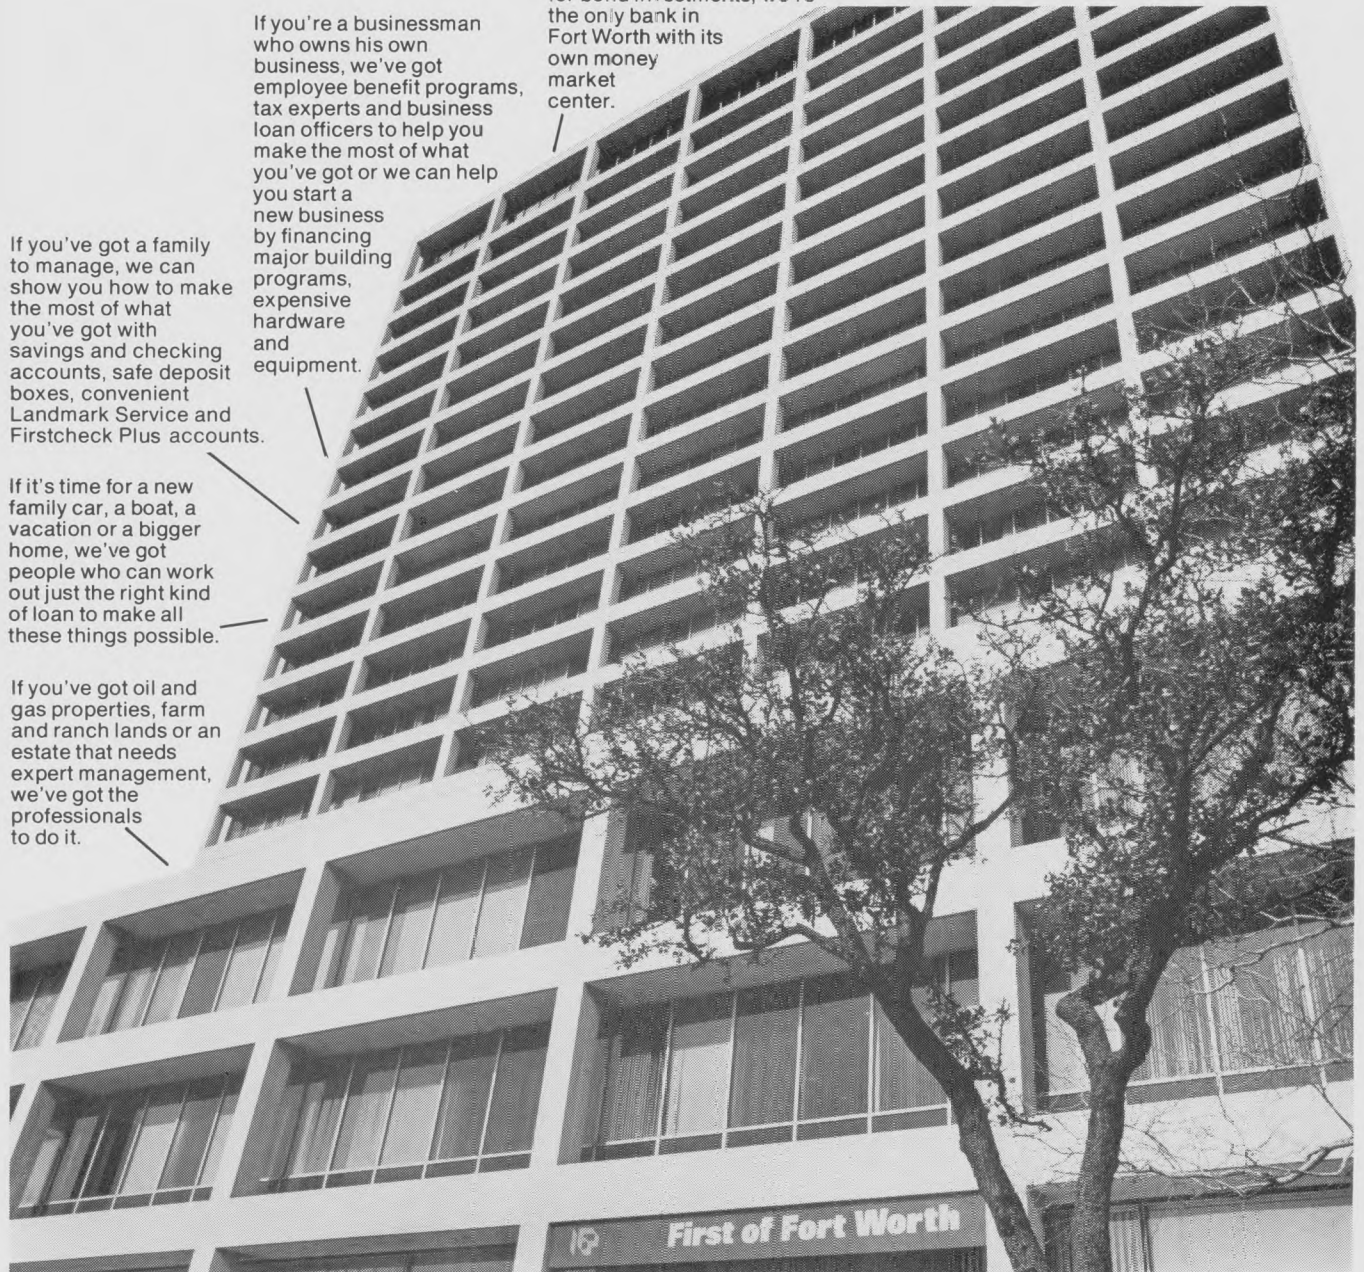 for bond investments, we're
the only bank in
Fort Worth with its
own money
market
center.
If you're a businessman
who owns his own
business, we've got
employee benefit programs,
tax experts and business
loan officers to help you
make the most of what
you've got or we can help
you start a
new business
by financing
major building
programs,
expensive
hardware
and
equipment.
If you've got a family
to manage, we can
show you how to make
the most of what
you've got with
savings and checking
accounts, safe deposit
boxes, convenient
Landmark Service and
Firstcheck Plus accounts.
If it's time for a new
family car, a boat, a
vacation or a bigger
home, we've got
people who can work
out just the right kind
of loan to make all
these things possible.
If you've got oil and
gas properties, farm
and ranch lands or an
estate that needs
expert management,
we've got the
professionals
to do it.
First of Fort Worth